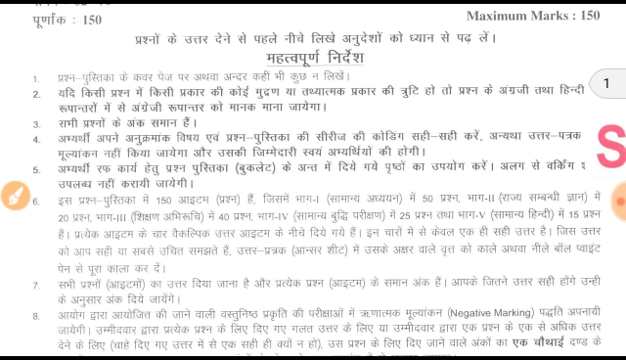 पूर्णांक : 150
Maximum Marks : 150
प्रश्नों के उत्तर देने से पहले नीचे लिखे अनुदेशों को ध्यान से पढ़ लें।
महत्वपूर्ण निर्देश
1. प्रश्न-पुस्तिका के कवर पेज पर अथवा अन्दर कहीं भी कुछ न लिखें।
2. यदि किसी प्रश्न में किसी प्रकार की कोई मुद्रण या तथ्यात्मक प्रकार की त्रुटि हो तो प्रश्न के अंग्रजी तथा हिन्दी
रूपान्तरों में से अंग्रेजी रूपान्तर को मानक माना जायेगा।
3. सभी प्रश्नों के अंक समान हैं।
4. अभ्यर्थी अपने अनुक्रमांक विषय एवं प्रश्न-पुस्तिका की सीरीज की कोडिंग सही-सही करें, अन्यथा उत्तर-पत्रक
मूल्याकंन नहीं किया जायेगा और उसकी जिम्मेदारी स्वयं अभ्यर्थियों की होगी।
5. अभ्यर्थी रफ कार्य हेतु प्रश्न पुस्तिका (बुकलेट) के अन्त में दिये गये पृष्ठों का उपयोग करें। अलग से वर्किग
उपलब्ध नहीं करायी जायेगी।
6. इस प्रश्न-पुस्तिका में 150 आइटम (प्रश्न) हैं, जिसमें भाग-I (सामान्य अध्ययन) में 50 प्रश्न, भाग-II (राज्य सम्बन्धी ज्ञान) में
20 प्रश्न, भाग-III (शिक्षण अभिरूचि) में 40 प्रश्न, भाग-IV (सामान्य बुद्धि परीक्षण) में 25 प्रश्न तथा भाग-V (सामान्य हिन्दी) में 15 प्रश्न
हैं। प्रत्येक आइटम के चार वैकल्पिक उत्तर आइटम के नीचे दिये गये हैं। इन चारों में से केवल एक ही सही उत्तर है। जिस उत्तर
को आप सही या सबसे उचित समझते हैं, उत्तर-प्रत्रक (आन्सर शीट) में उसके अक्षर वाले वृत्त को काले अथवा नीले बॉल प्वाइंट
पेन से पूरा काला कर दें।
7. सभी प्रश्नों (आइटमों) का उत्तर दिया जाना है और प्रत्येक प्रश्न (आइटम) के समान अंक हैं। आपके जितने उत्तर सही होंगे उन्ही
के अनुसार अंक दिये जायेंगे।
8. आयोग द्वारा आयोजित की जाने वाली वस्तुनिष्ठ प्रकृति की परीक्षाओं में ऋणात्मक मूल्यांकन (Negative Marking) पद्धति अपनायी
जायेगी। उम्मीदवार द्वारा प्रत्येक प्रश्न के लिए दिए गए गलत उत्तर के लिए या उम्मीदवार द्वारा एक प्रश्न के एक से अधिक उत्तर
देने के लिए (चाहे दिए गए उत्तर में से एक सही ही क्यों न हो), उस प्रश्न के लिए दिए जाने वाले अंकों का एक चौथाई दण्ड के
1
S